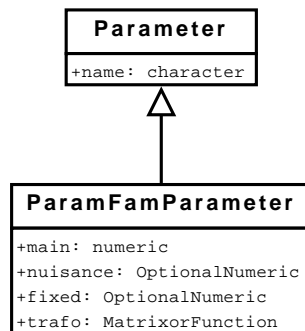 Parameter
+name: character
ParamFamParameter
+main: numeric
+nuisance: OptionalNumeric
+fixed: OptionalNumeric
+trafo: MatrixorFunction